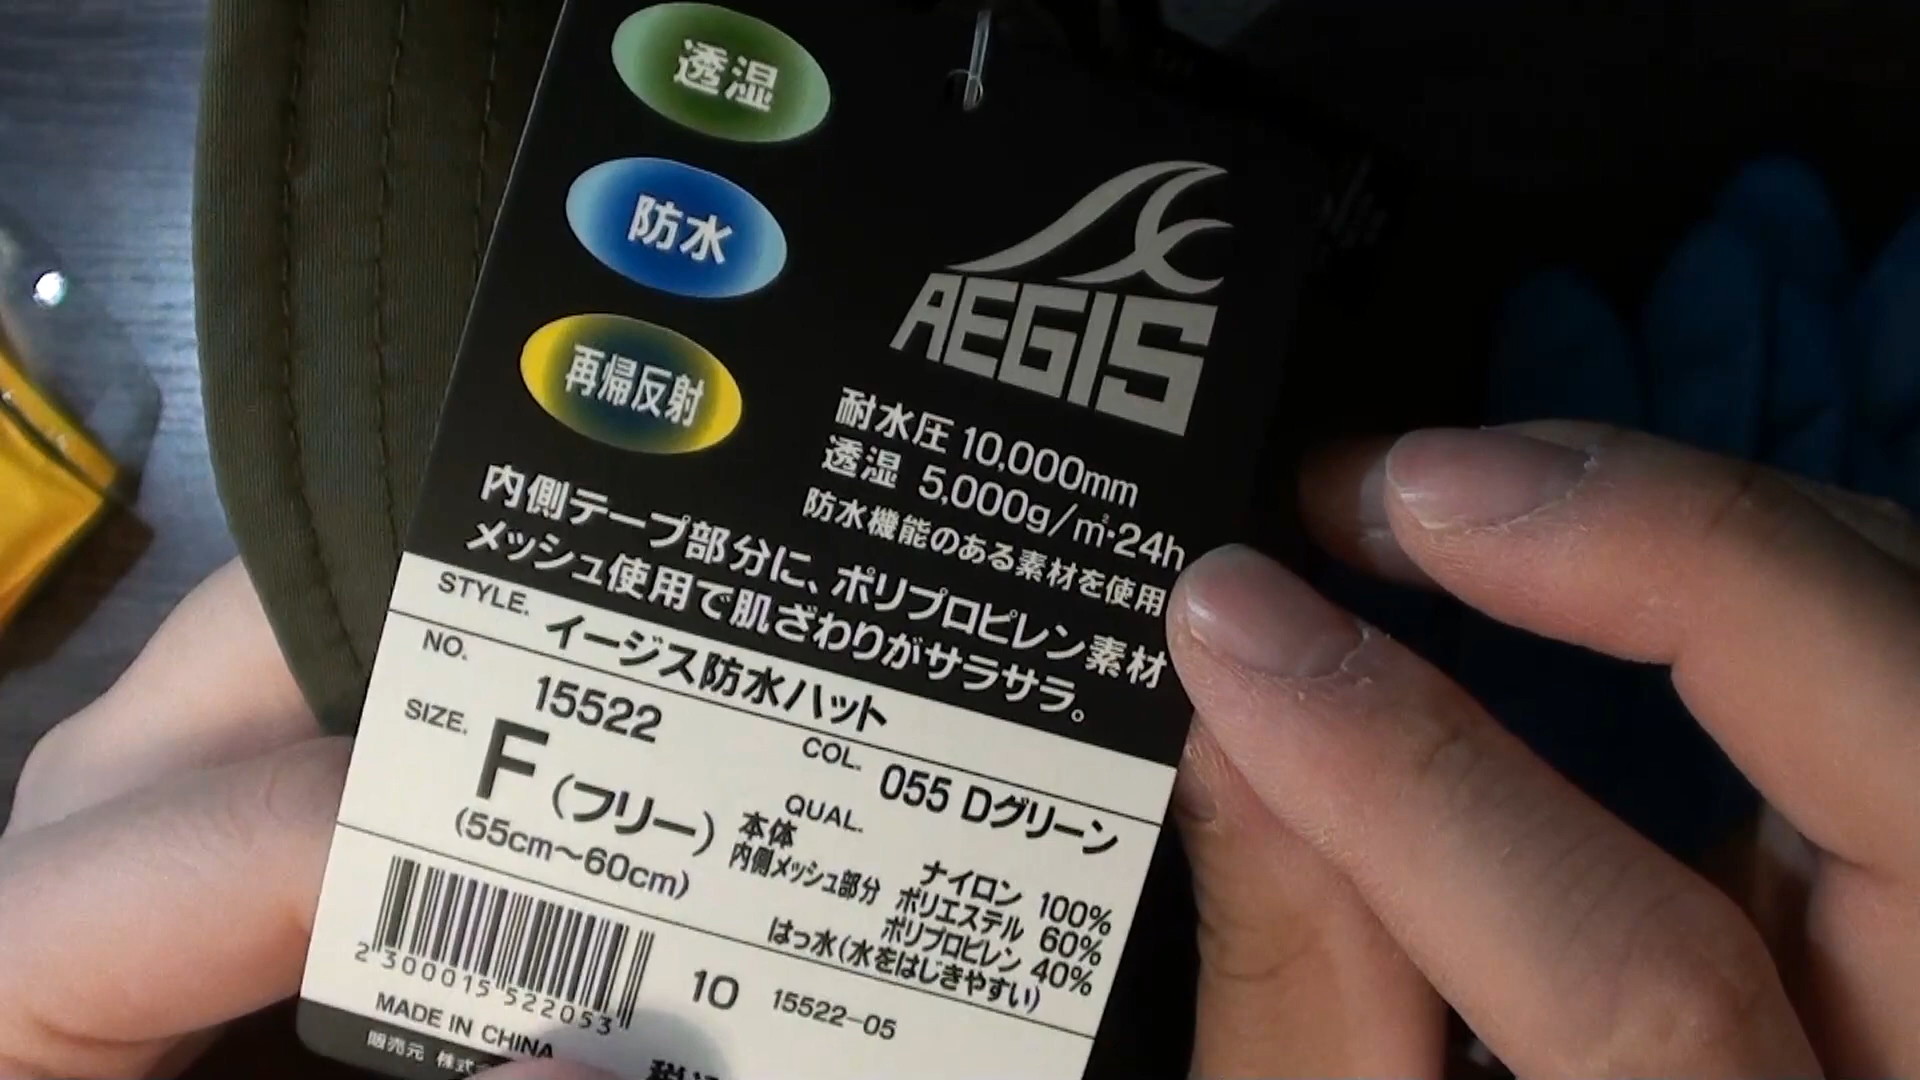 透湿
防水
再帰反射
AEGIS
耐水圧 10,000mm
透湿 5,000g/㎡・24h
防水機能のある素材を使用
内側テープ部分に、ポリプロピレン素材
メッシュ使用で肌ざわりがサラサラ。
STYLE. イージス防水ハット
NO. 15522
COL. 055 Dグリーン
SIZE. F(フリー)
(55cm〜60cm)
QUAL.
本体 ナイロン 100%
内側メッシュ部分 ポリエステル 60%
ポリプロピレン 40%
はっ水(水をはじきやすい)
2300015522053
10 15522-05
MADE IN CHINA
販売元 株式